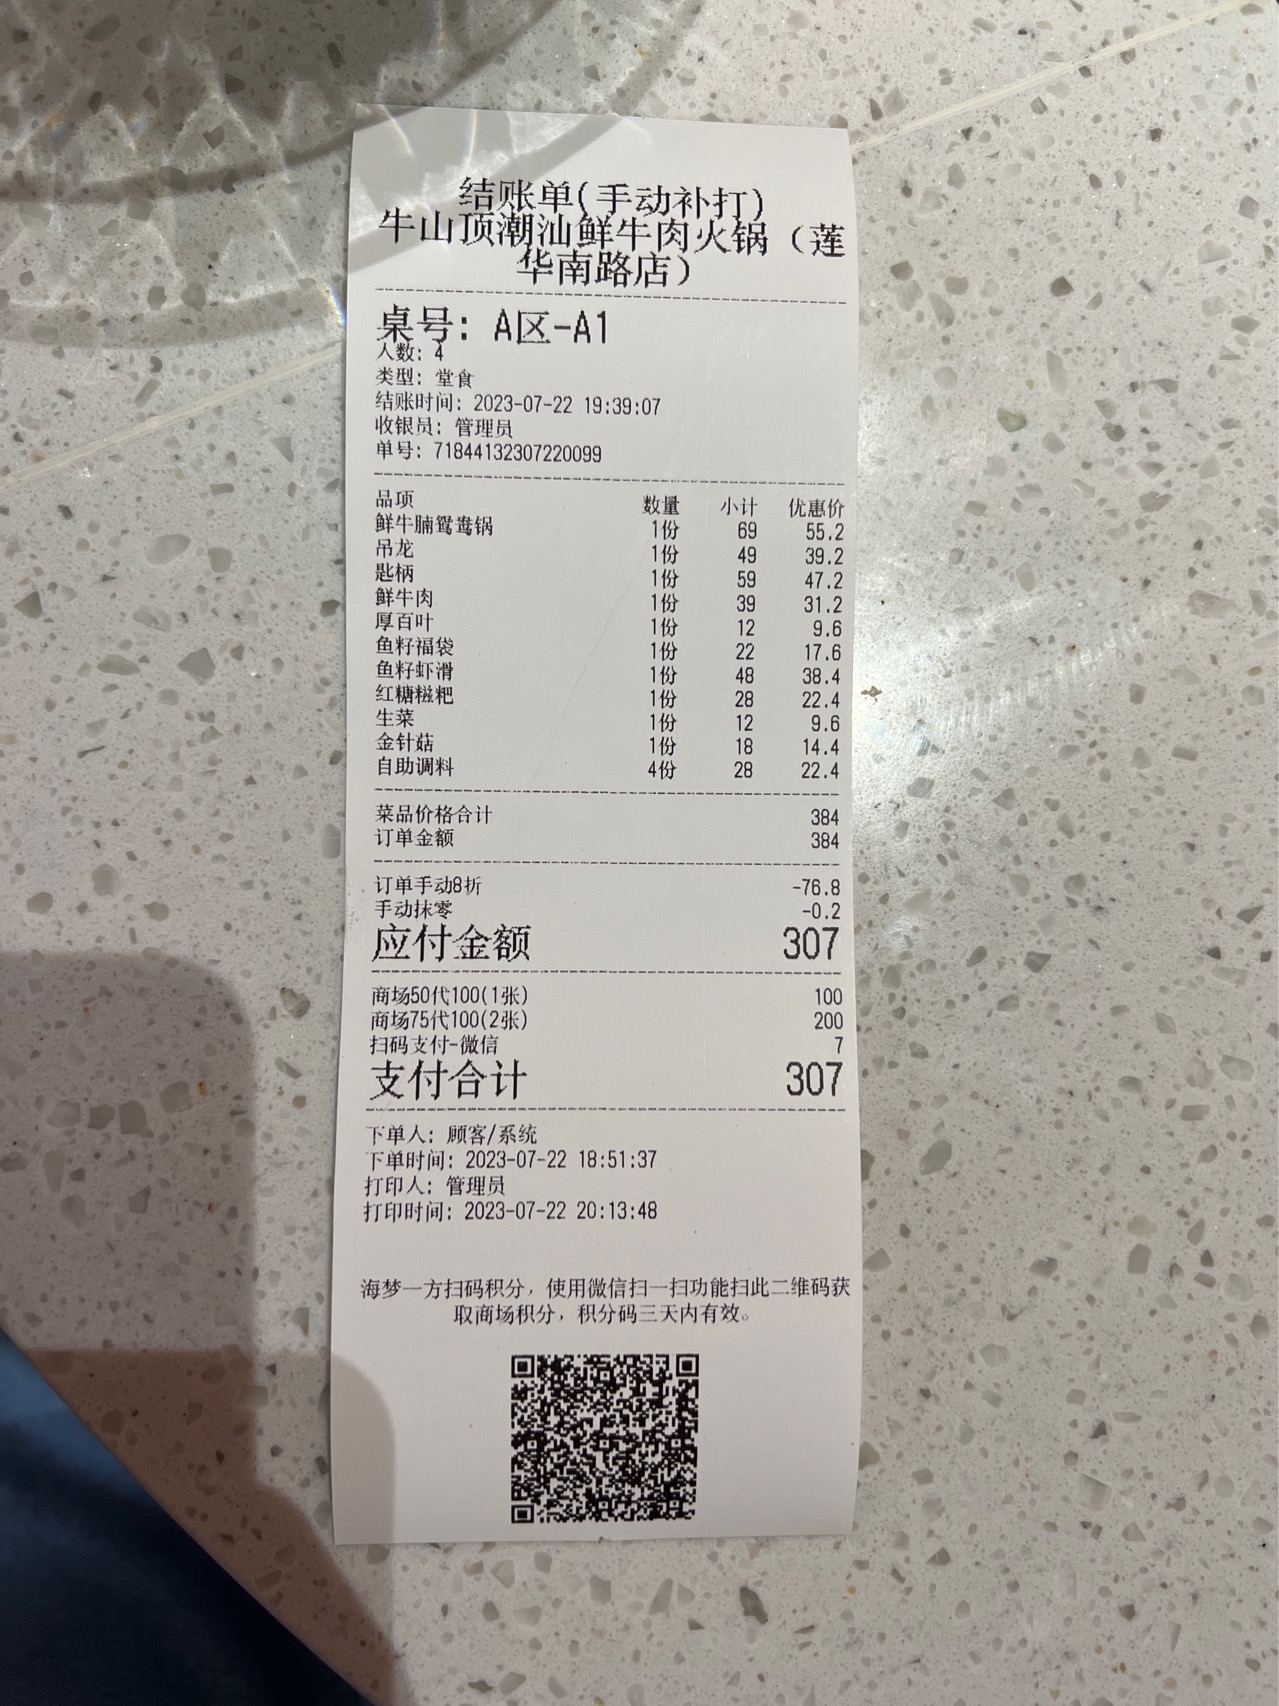 结账单(手动补打)
牛山顶潮汕鲜牛肉火锅（莲
华南路店）
桌号: A区-A1
人数: 4
类型: 堂食
结账时间: 2023-07-22 19:39:07
收银员: 管理员
单号: 71844132307220099
品项 数量 小计 优惠价
鲜牛腩鸳鸯锅 1份 69 55.2
吊龙 1份 49 39.2
匙柄 1份 59 47.2
鲜牛肉 1份 39 31.2
厚百叶 1份 12 9.6
鱼籽福袋 1份 22 17.6
鱼籽虾滑 1份 48 38.4
红糖糍粑 1份 28 22.4
生菜 1份 12 9.6
金针菇 1份 18 14.4
自助调料 4份 28 22.4
菜品价格合计 384
订单金额 384
订单手动8折 -76.8
手动抹零 -0.2
应付金额 307
商场50代100(1张) 100
商场75代100(2张) 200
扫码支付-微信 7
支付合计 307
下单人: 顾客/系统
下单时间: 2023-07-22 18:51:37
打印人: 管理员
打印时间: 2023-07-22 20:13:48
海梦一方扫码积分，使用微信扫一扫功能扫此二维码获
取商场积分，积分码三天内有效。